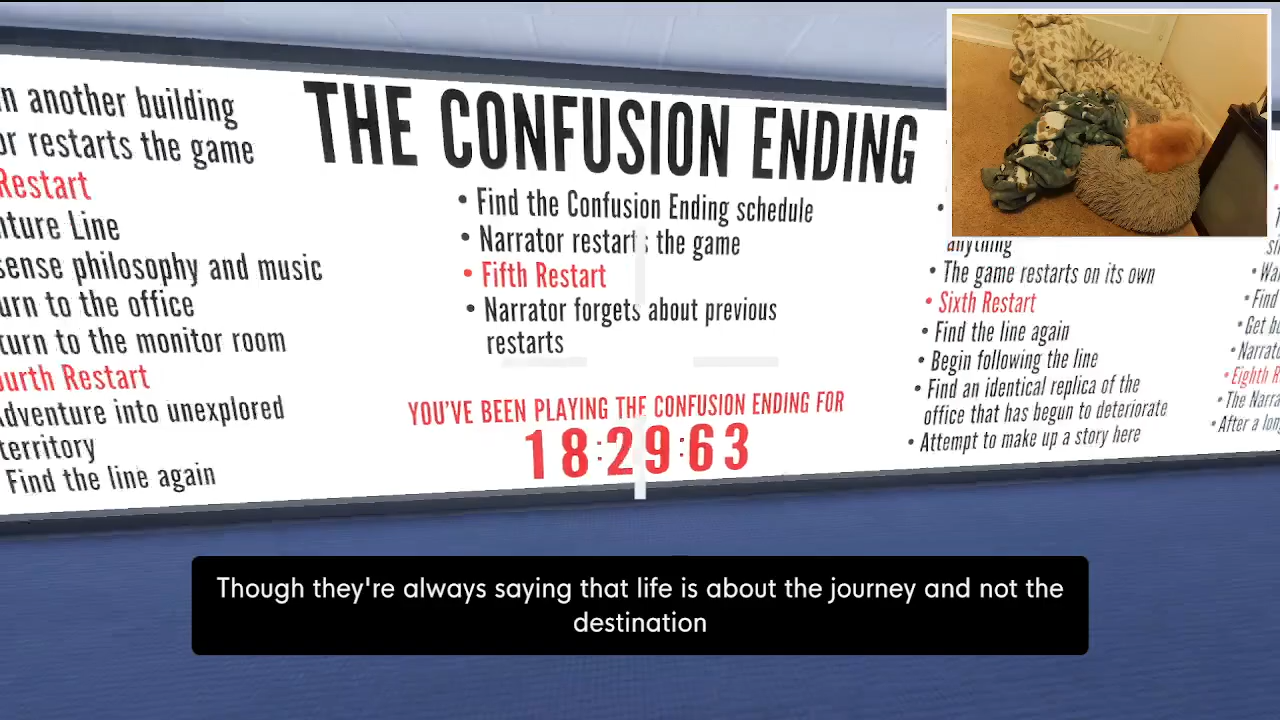 n another building
or restarts the game
Restart
nture Line
sense philosophy and music
urn to the office
turn to the monitor room
ourth Restart
Adventure into unexplored
territory
Find the line again
THE CONFUSION ENDING
• Find the Confusion Ending schedule
• Narrator restarts the game
• Fifth Restart
• Narrator forgets about previous
restarts
YOU'VE BEEN PLAYING THE CONFUSION ENDING FOR
18:29:63
anything
• The game restarts on its own
• Sixth Restart
• Find the line again
• Begin following the line
• Find an identical replica of the
office that has begun to deteriorate
• Attempt to make up a story here
• Wa
• Find
• Get b
• Narrato
• Eighth R
• The Narra
• After a lon
Though they're always saying that life is about the journey and not the
destination